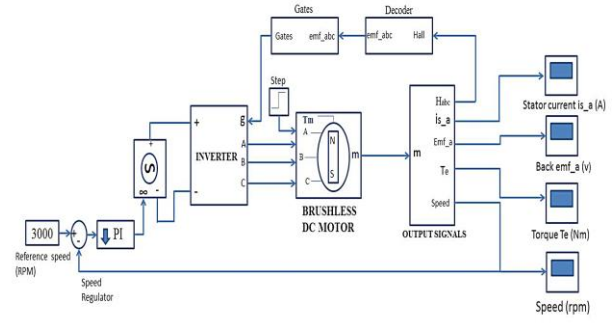 Gates
Decoder
Gates emf_abc
emf_abc Hall
Step
g
+
A
INVERTER
B
-
C
S
∞ -
Tm
A
N
B
m
S
C
BRUSHLESS
DC MOTOR
Habc
is_a
Emf_a
m
Te
Speed
OUTPUT SIGNALS
Stator current is_a (A)
Back emf_a (v)
Torque Te (Nm)
Speed (rpm)
3000
+
-
PI
Reference speed
(RPM)
Speed
Regulator